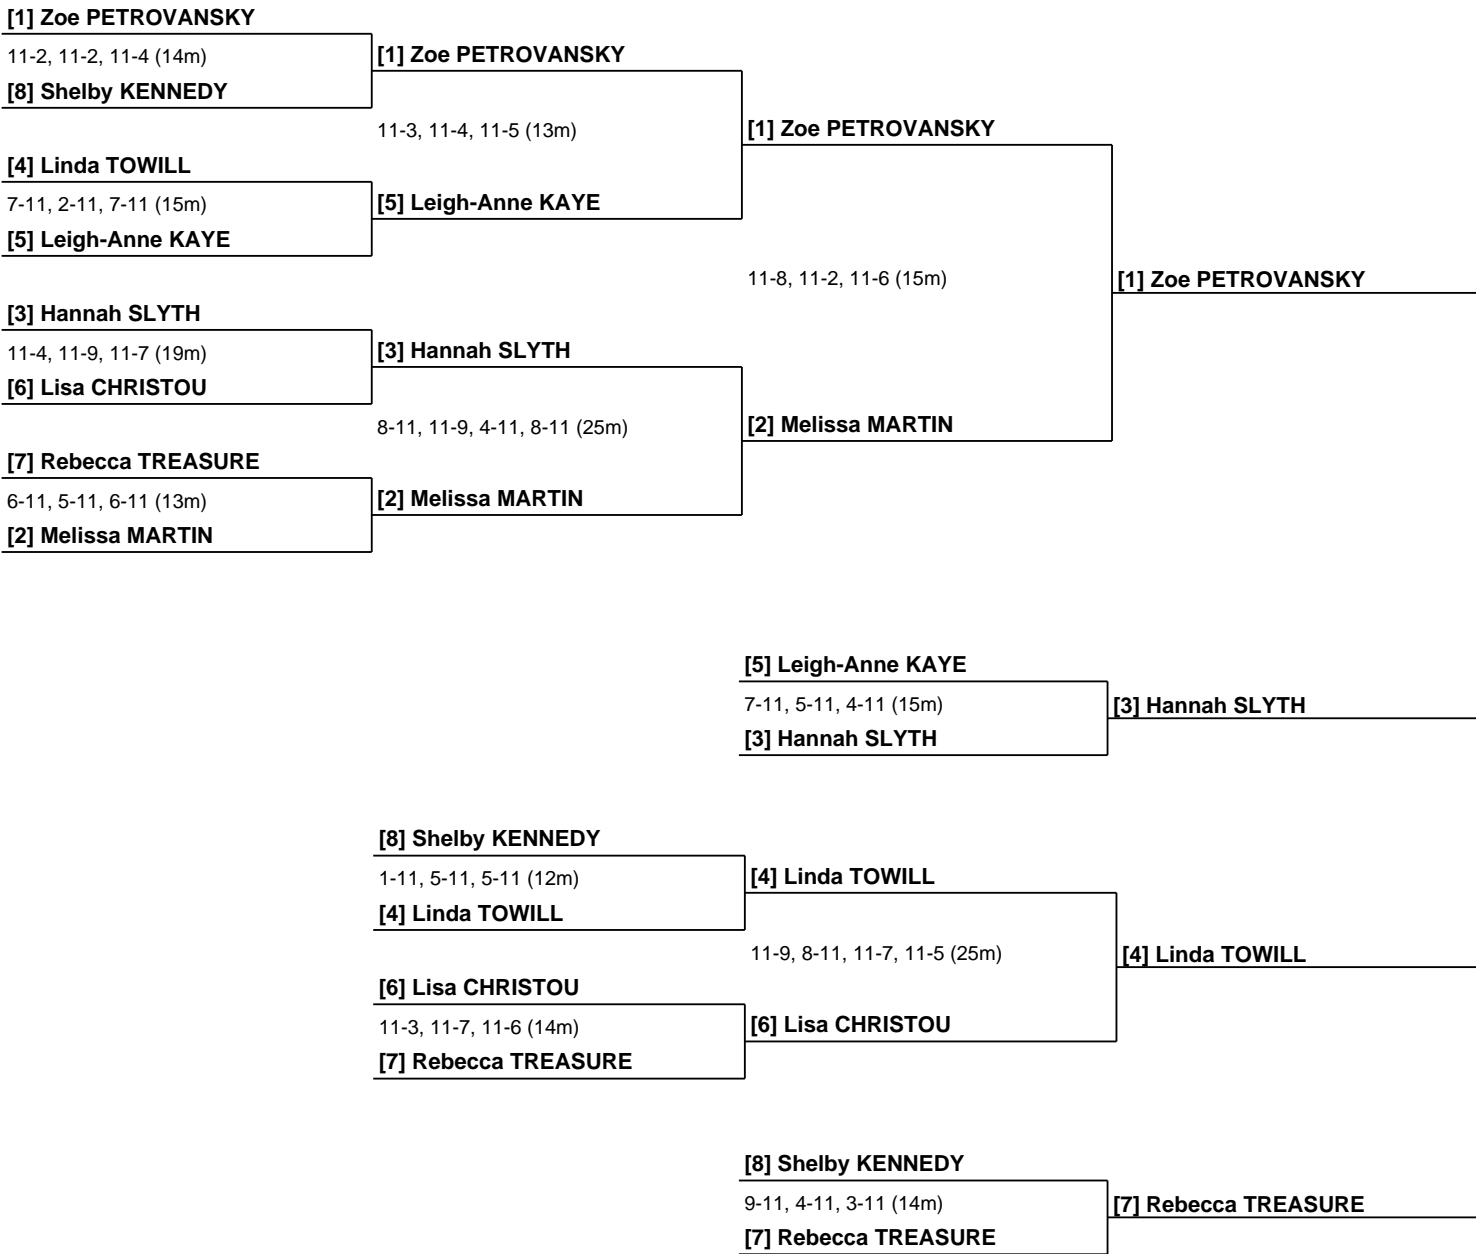 [1] Zoe PETROVANSKY
11-2, 11-2, 11-4 (14m)
[8] Shelby KENNEDY
[1] Zoe PETROVANSKY
11-3, 11-4, 11-5 (13m)
[1] Zoe PETROVANSKY
[4] Linda TOWILL
7-11, 2-11, 7-11 (15m)
[5] Leigh-Anne KAYE
[5] Leigh-Anne KAYE
11-8, 11-2, 11-6 (15m)
[1] Zoe PETROVANSKY
[3] Hannah SLYTH
11-4, 11-9, 11-7 (19m)
[6] Lisa CHRISTOU
[3] Hannah SLYTH
8-11, 11-9, 4-11, 8-11 (25m)
[2] Melissa MARTIN
[7] Rebecca TREASURE
6-11, 5-11, 6-11 (13m)
[2] Melissa MARTIN
[2] Melissa MARTIN
[5] Leigh-Anne KAYE
7-11, 5-11, 4-11 (15m)
[3] Hannah SLYTH
[3] Hannah SLYTH
[8] Shelby KENNEDY
1-11, 5-11, 5-11 (12m)
[4] Linda TOWILL
[4] Linda TOWILL
11-9, 8-11, 11-7, 11-5 (25m)
[4] Linda TOWILL
[6] Lisa CHRISTOU
11-3, 11-7, 11-6 (14m)
[7] Rebecca TREASURE
[6] Lisa CHRISTOU
[8] Shelby KENNEDY
9-11, 4-11, 3-11 (14m)
[7] Rebecca TREASURE
[7] Rebecca TREASURE